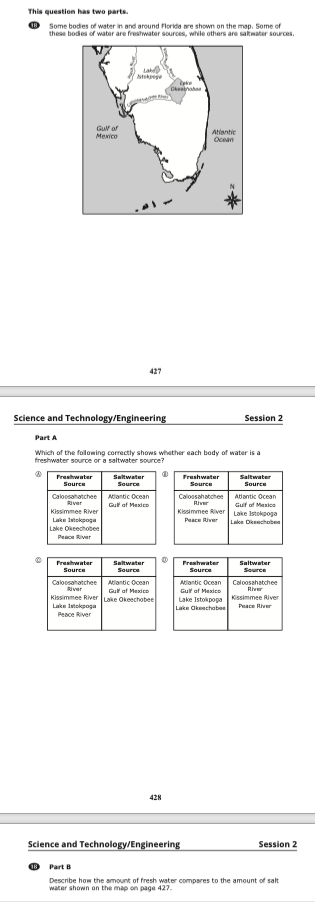 This question has two parts.
18 Some bodies of water in and around Florida are shown on the map. Some of
these bodies of water are freshwater sources, while others are saltwater sources.
Lake
Istokpoga
Lake
Okeechobee
Caloosahatchee River
Gulf of
Mexico
Atlantic
Ocean
N
427
Science and Technology/Engineering Session 2
Part A
Which of the following correctly shows whether each body of water is a
freshwater source or a saltwater source?
A
Freshwater
Source
Saltwater
Source
Caloosahatchee
River
Kissimmee River
Lake Istokpoga
Lake Okeechobee
Peace River
Atlantic Ocean
Gulf of Mexico
B
Freshwater
Source
Saltwater
Source
Caloosahatchee
River
Kissimmee River
Peace River
Atlantic Ocean
Gulf of Mexico
Lake Istokpoga
Lake Okeechobee
C
Freshwater
Source
Saltwater
Source
Caloosahatchee
River
Kissimmee River
Lake Istokpoga
Peace River
Atlantic Ocean
Gulf of Mexico
Lake Okeechobee
D
Freshwater
Source
Saltwater
Source
Atlantic Ocean
Gulf of Mexico
Lake Istokpoga
Lake Okeechobee
Caloosahatchee
River
Kissimmee River
Peace River
428
Science and Technology/Engineering Session 2
18 Part B
Describe how the amount of fresh water compares to the amount of salt
water shown on the map on page 427.